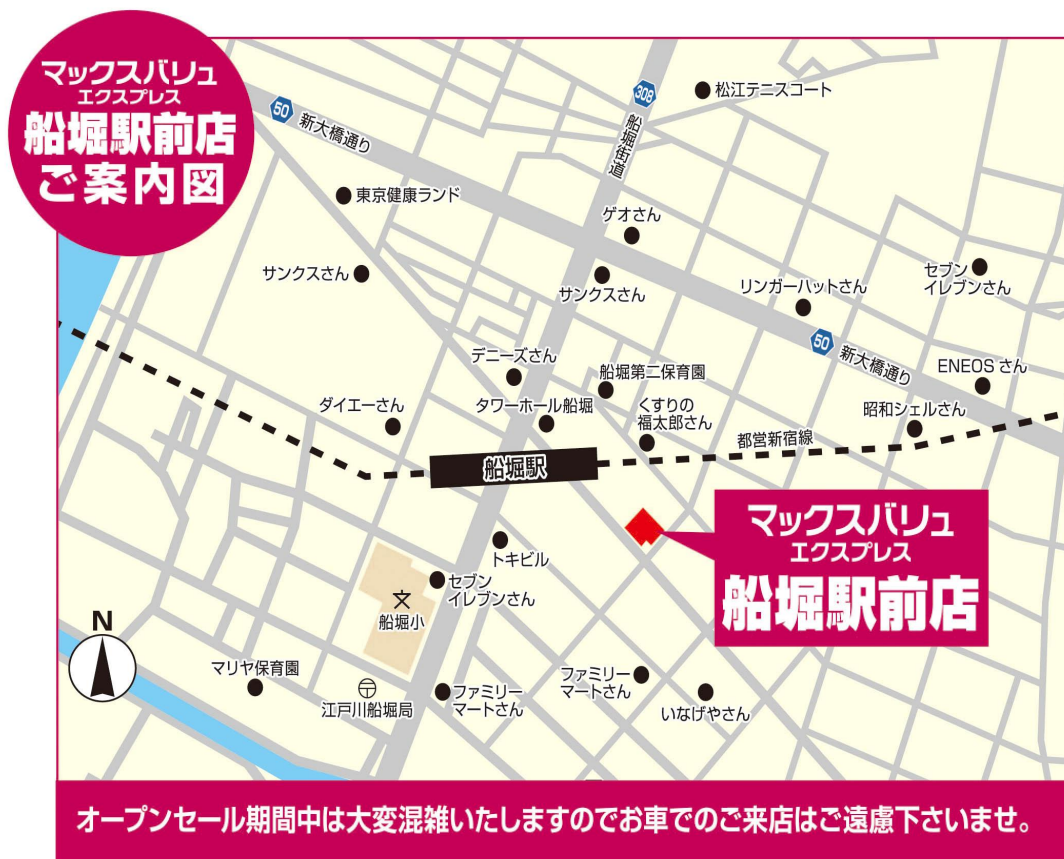 マックスバリュ
エクスプレス
船堀駅前店
ご案内図
308
松江テニスコート
50
新大橋通り
船堀街道
東京健康ランド
ゲオさん
サンクスさん
サンクスさん
セブン
イレブンさん
リンガーハットさん
50
新大橋通り
デニーズさん
船堀第二保育園
ENEOSさん
ダイエーさん
タワーホール船堀
くすりの
福太郎さん
昭和シェルさん
都営新宿線
船堀駅
マックスバリュ
エクスプレス
船堀駅前店
トキビル
セブン
イレブンさん
文
船堀小
N
マリヤ保育園
〒
江戸川船堀局
ファミリー
マートさん
ファミリー
マートさん
いなげやさん
オープンセール期間中は大変混雑いたしますのでお車でのご来店はご遠慮下さいませ。